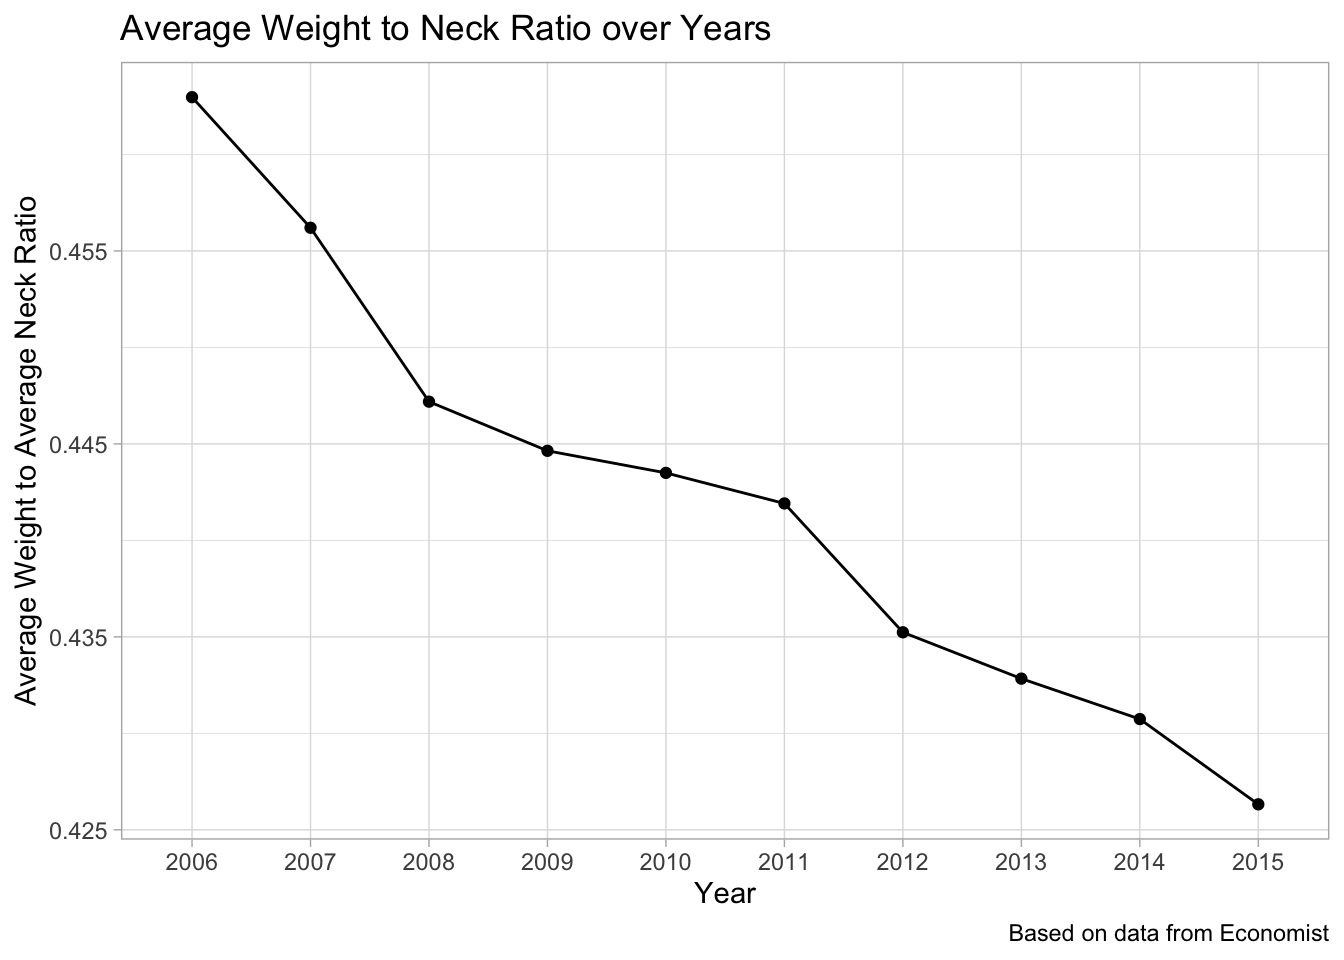 Average Weight to Neck Ratio over Years
Average Weight to Average Neck Ratio
0.455
0.445
0.435
0.425
2006 2007 2008 2009 2010 2011 2012 2013 2014 2015
Year
Based on data from Economist